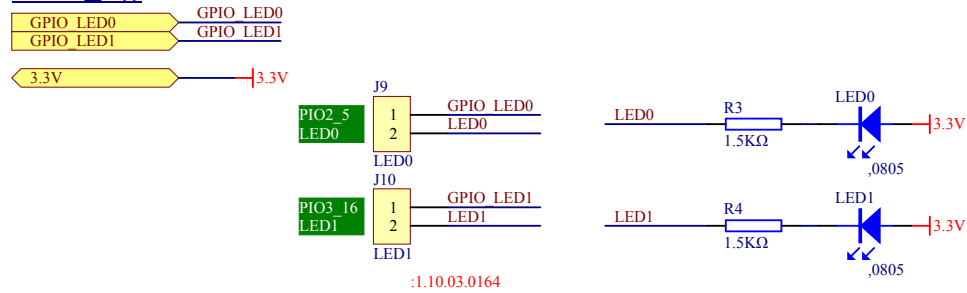 GPIO_LED0 GPIO_LED0
GPIO_LED1 GPIO_LED1
3.3V 3.3V
J9
PIO2_5 1 GPIO_LED0
LED0 2 LED0
LED0
J10
PIO3_16 1 GPIO_LED1
LED1 2 LED1
LED1
:1.10.03.0164
LED0 R3 LED0 3.3V
1.5KΩ
,0805
LED1 R4 LED1 3.3V
1.5KΩ
,0805